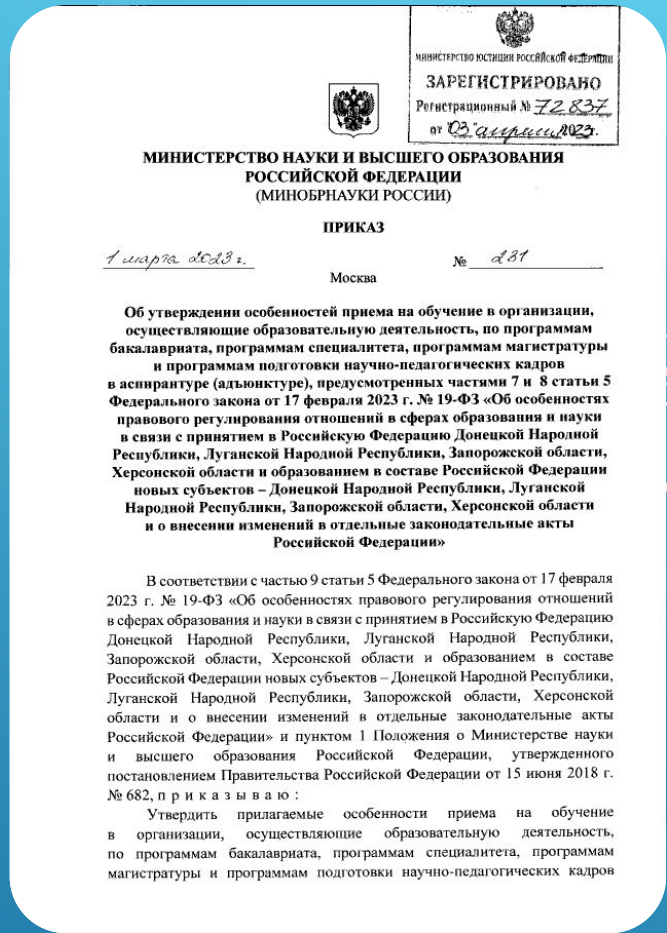 МИНИСТЕРСТВО ЮСТИЦИИ РОССИЙСКОЙ ФЕДЕРАЦИИ
ЗАРЕГИСТРИРОВАНО
Регистрационный № 72837
от "03" апреля 2023г.
МИНИСТЕРСТВО НАУКИ И ВЫСШЕГО ОБРАЗОВАНИЯ
РОССИЙСКОЙ ФЕДЕРАЦИИ
(МИНОБРНАУКИ РОССИИ)
ПРИКАЗ
1 марта 2023 г. № 231
Москва
Об утверждении особенностей приема на обучение в организации,
осуществляющие образовательную деятельность, по программам
бакалавриата, программам специалитета, программам магистратуры
и программам подготовки научно-педагогических кадров
в аспирантуре (адъюнктуре), предусмотренных частями 7 и 8 статьи 5
Федерального закона от 17 февраля 2023 г. № 19-ФЗ «Об особенностях
правового регулирования отношений в сферах образования и науки
в связи с принятием в Российскую Федерацию Донецкой Народной
Республики, Луганской Народной Республики, Запорожской области,
Херсонской области и образованием в составе Российской Федерации
новых субъектов – Донецкой Народной Республики, Луганской
Народной Республики, Запорожской области, Херсонской области
и о внесении изменений в отдельные законодательные акты
Российской Федерации»
В соответствии с частью 9 статьи 5 Федерального закона от 17 февраля
2023 г. № 19-ФЗ «Об особенностях правового регулирования отношений
в сферах образования и науки в связи с принятием в Российскую Федерацию
Донецкой Народной Республики, Луганской Народной Республики,
Запорожской области, Херсонской области и образованием в составе
Российской Федерации новых субъектов – Донецкой Народной Республики,
Луганской Народной Республики, Запорожской области, Херсонской
области и о внесении изменений в отдельные законодательные акты
Российской Федерации» и пунктом 1 Положения о Министерстве науки
и высшего образования Российской Федерации, утвержденного
постановлением Правительства Российской Федерации от 15 июня 2018 г.
№ 682, п р и к а з ы в а ю :
Утвердить прилагаемые особенности приема на обучение
в организации, осуществляющие образовательную деятельность,
по программам бакалавриата, программам специалитета, программам
магистратуры и программам подготовки научно-педагогических кадров